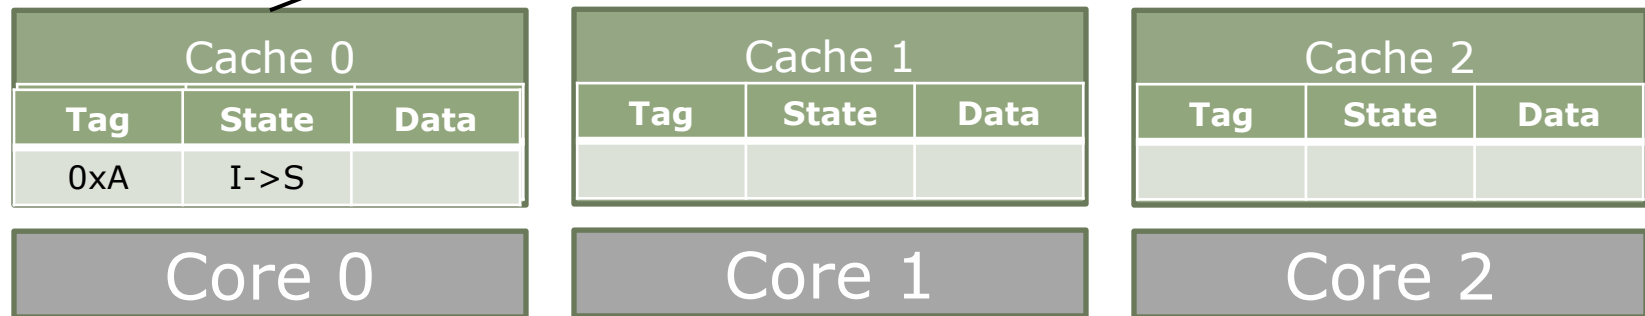 Cache 0
Tag State Data
0xA I->S
Core 0
Cache 1
Tag State Data
Core 1
Cache 2
Tag State Data
Core 2